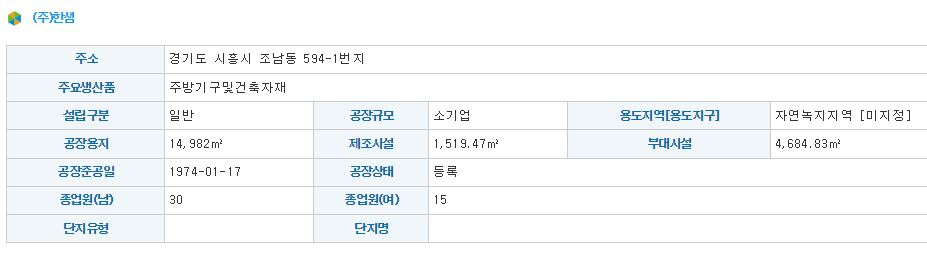 (주)한샘
주소 경기도 시흥시 조남동 594-1번지
주요생산품 주방기구및건축자재
설립구분 일반 공장규모 소기업 용도지역[용도지구] 자연녹지지역 [미지정]
공장용지 14,982㎡ 제조시설 1,519.47㎡ 부대시설 4,684.83㎡
공장준공일 1974-01-17 공장상태 등록
종업원(남) 30 종업원(여) 15
단지유형 단지명